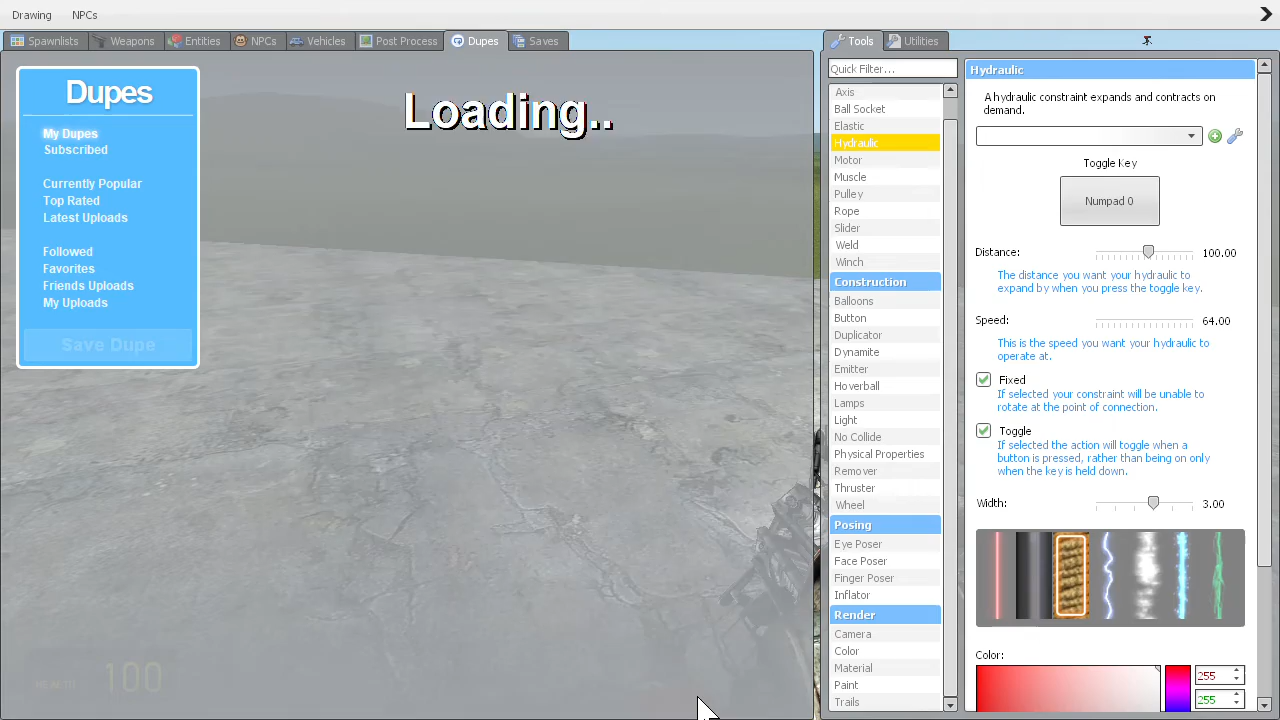 Drawing NPCs
Spawnlists Weapons Entities NPCs Vehicles Post Process Dupes Saves
Dupes
My Dupes
Subscribed
Currently Popular
Top Rated
Latest Uploads
Followed
Favorites
Friends Uploads
My Uploads
Save Dupe
Loading..
HEALTH 100
Tools Utilities
Quick Filter...
Axis
Ball Socket
Elastic
Hydraulic
Motor
Muscle
Pulley
Rope
Slider
Weld
Winch
Construction
Balloons
Button
Duplicator
Dynamite
Emitter
Hoverball
Lamps
Light
No Collide
Physical Properties
Remover
Thruster
Wheel
Posing
Eye Poser
Face Poser
Finger Poser
Inflator
Render
Camera
Color
Material
Paint
Trails
Hydraulic
A hydraulic constraint expands and contracts on
demand.
Toggle Key
Numpad 0
Distance: 100.00
The distance you want your hydraulic to
expand by when you press the toggle key.
Speed: 64.00
This is the speed you want your hydraulic to
operate at.
Fixed
If selected your constraint will be unable to
rotate at the point of connection.
Toggle
If selected the action will toggle when a
button is pressed, rather than being on only
when the key is held down.
Width: 3.00
Color:
255
255